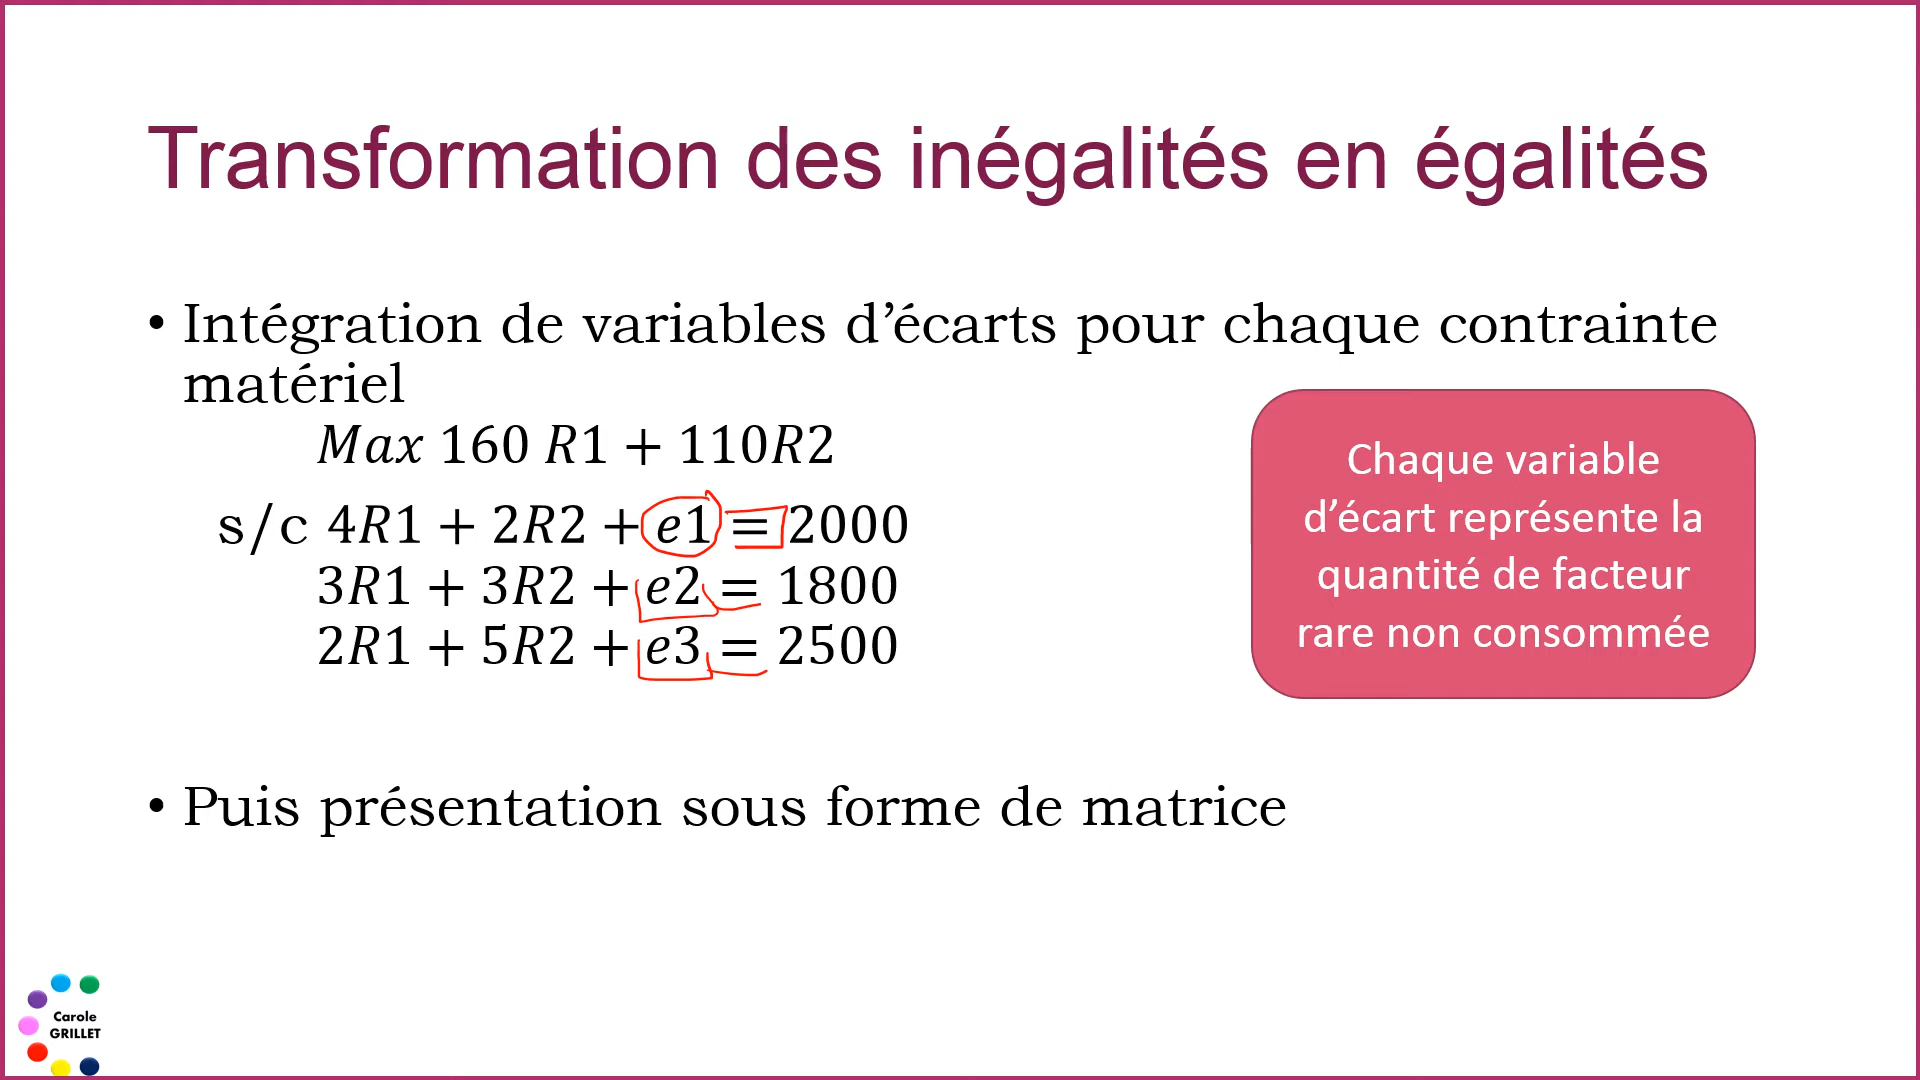 Transformation des inégalités en égalités
• Intégration de variables d’écarts pour chaque contrainte
matériel
Max 160 R1 + 110R2
s/c 4R1 + 2R2 + e1 = 2000
3R1 + 3R2 + e2 = 1800
2R1 + 5R2 + e3 = 2500
Chaque variable
d’écart représente la
quantité de facteur
rare non consommée
• Puis présentation sous forme de matrice
Carole
GRILLET